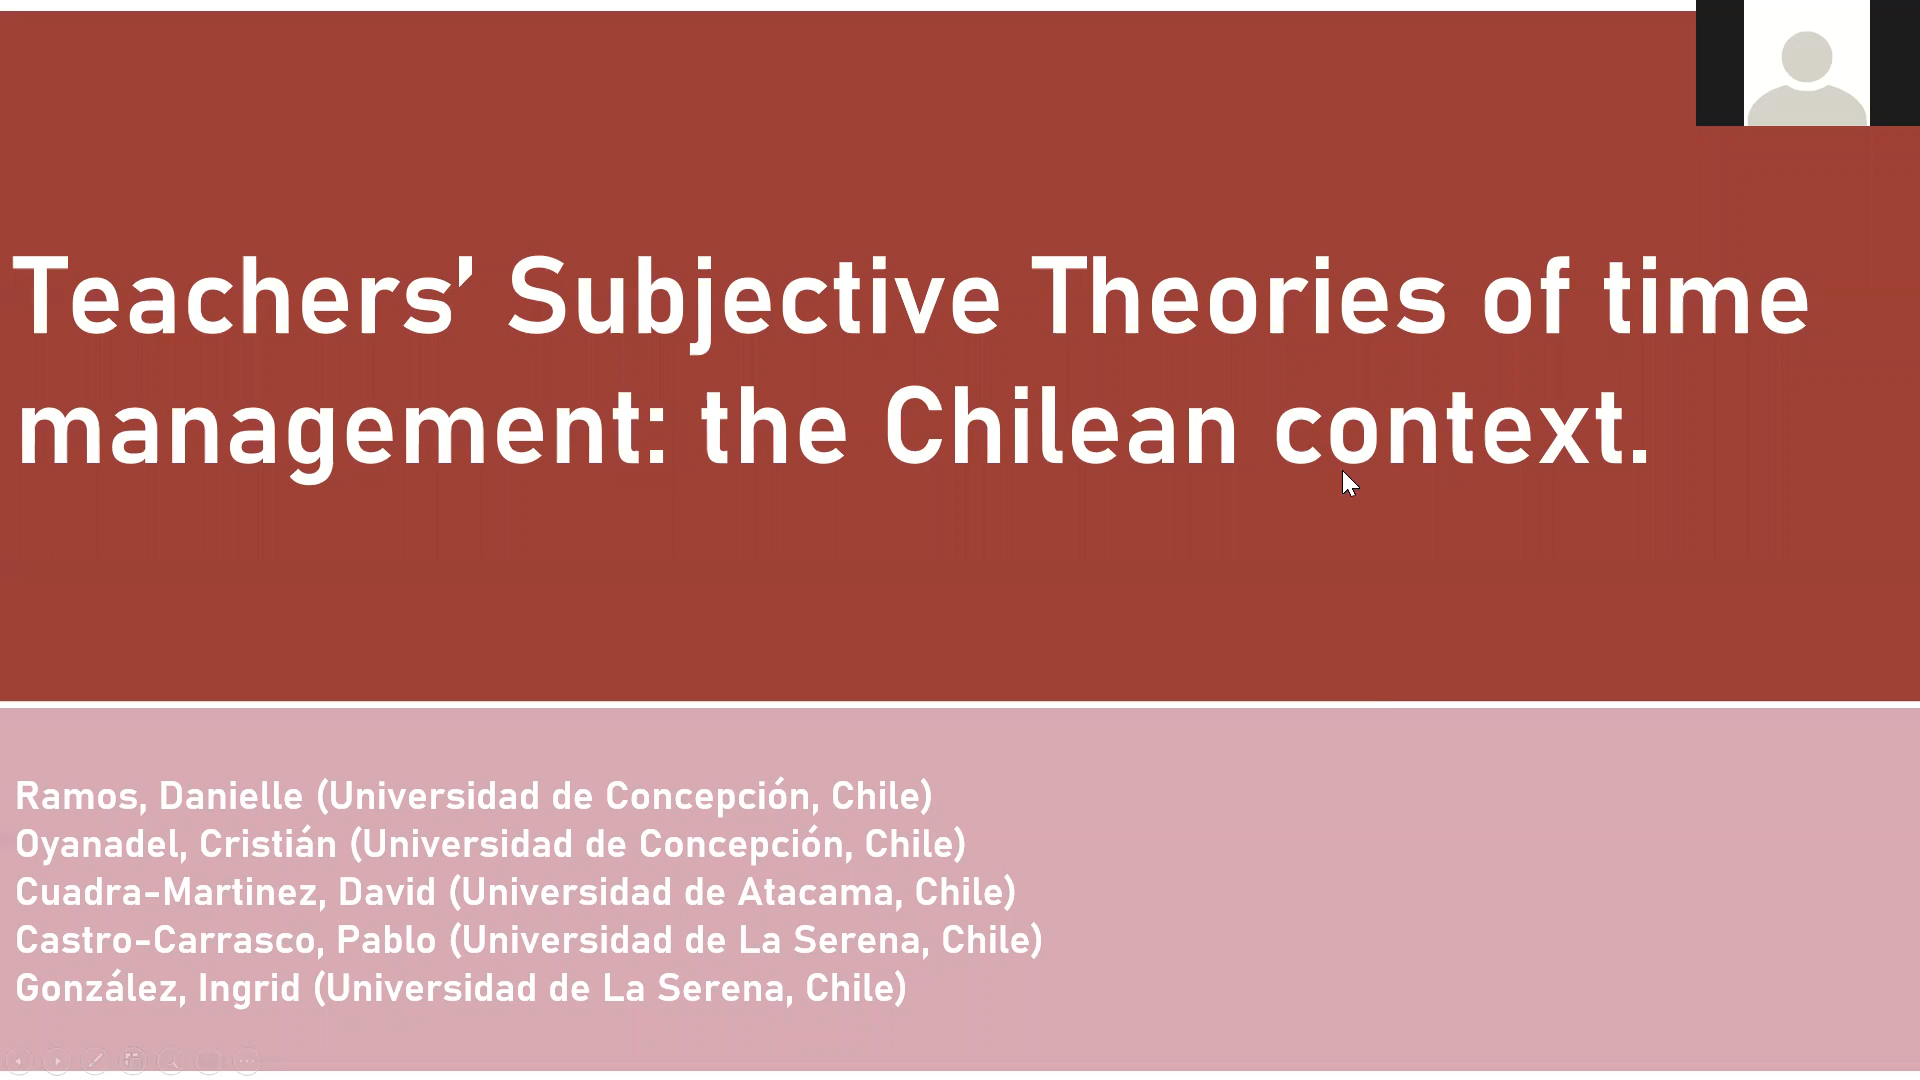 Teachers’ Subjective Theories of time
management: the Chilean context.
Ramos, Danielle (Universidad de Concepción, Chile)
Oyanadel, Cristián (Universidad de Concepción, Chile)
Cuadra-Martinez, David (Universidad de Atacama, Chile)
Castro-Carrasco, Pablo (Universidad de La Serena, Chile)
González, Ingrid (Universidad de La Serena, Chile)